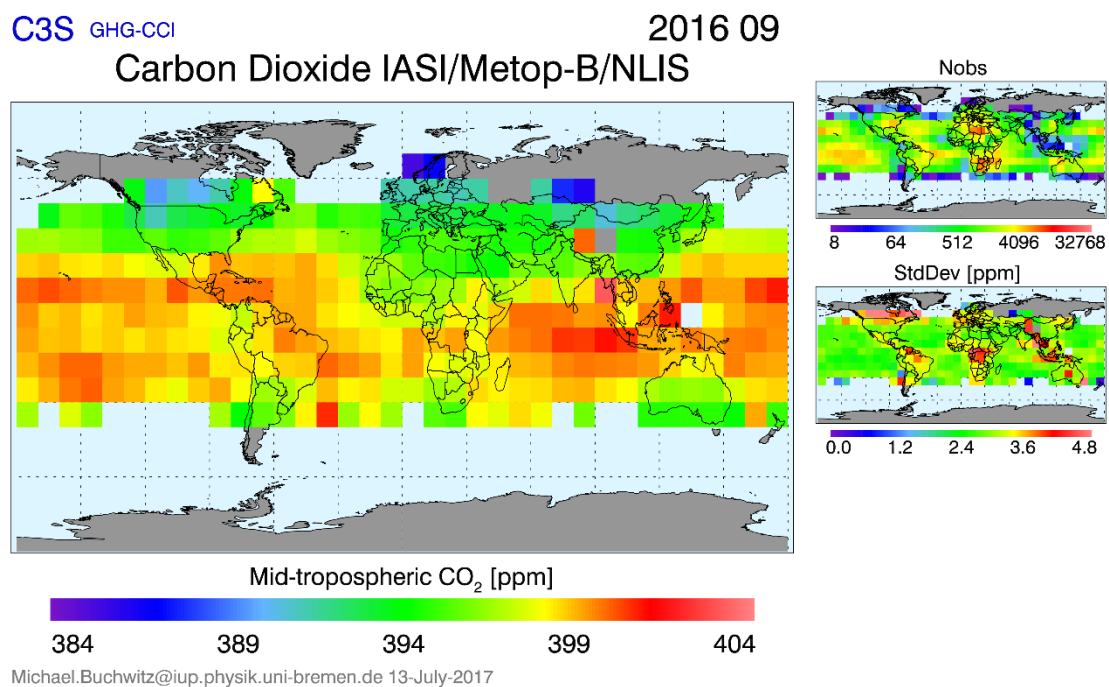 C3S GHG-CCI
2016 09
Carbon Dioxide IASI/Metop-B/NLIS
Nobs
8 64 512 4096 32768
StdDev [ppm]
0.0 1.2 2.4 3.6 4.8
Mid-tropospheric CO₂ [ppm]
384 389 394 399 404
Michael.Buchwitz@iup.physik.uni-bremen.de 13-July-2017